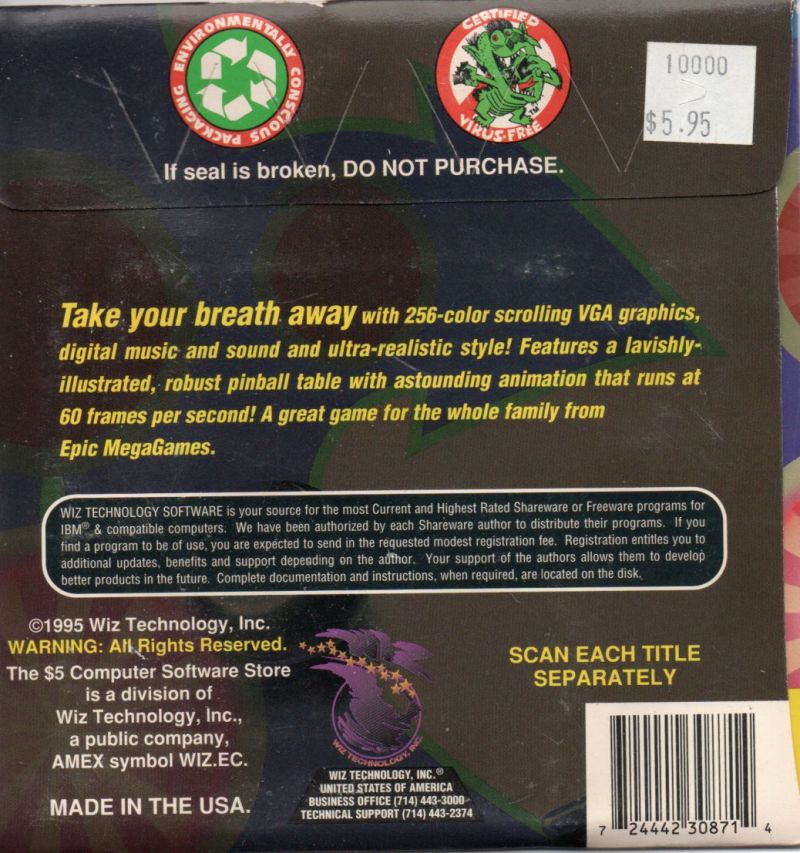 ENVIRONMENTALLY CONSCIOUS PACKAGING
CERTIFIED
VIRUS-FREE
TM
10000
$5.95
If seal is broken, DO NOT PURCHASE.
Take your breath away with 256-color scrolling VGA graphics,
digital music and sound and ultra-realistic style! Features a lavishly-
illustrated, robust pinball table with astounding animation that runs at
60 frames per second! A great game for the whole family from
Epic MegaGames.
WIZ TECHNOLOGY SOFTWARE is your source for the most Current and Highest Rated Shareware or Freeware programs for
IBM® & compatible computers. We have been authorized by each Shareware author to distribute their programs. If you
find a program to be of use, you are expected to send in the requested modest registration fee. Registration entitles you to
additional updates, benefits and support depending on the author. Your support of the authors allows them to develop
better products in the future. Complete documentation and instructions, when required, are located on the disk.
©1995 Wiz Technology, Inc.
WARNING: All Rights Reserved.
The $5 Computer Software Store
is a division of
Wiz Technology, Inc.,
a public company,
AMEX symbol WIZ.EC.
MADE IN THE USA.
WIZ TECHNOLOGY, INC.
WIZ TECHNOLOGY, INC.®
UNITED STATES OF AMERICA
BUSINESS OFFICE (714) 443-3000
TECHNICAL SUPPORT (714) 443-2374
SCAN EACH TITLE
SEPARATELY
7 24442 30871 4